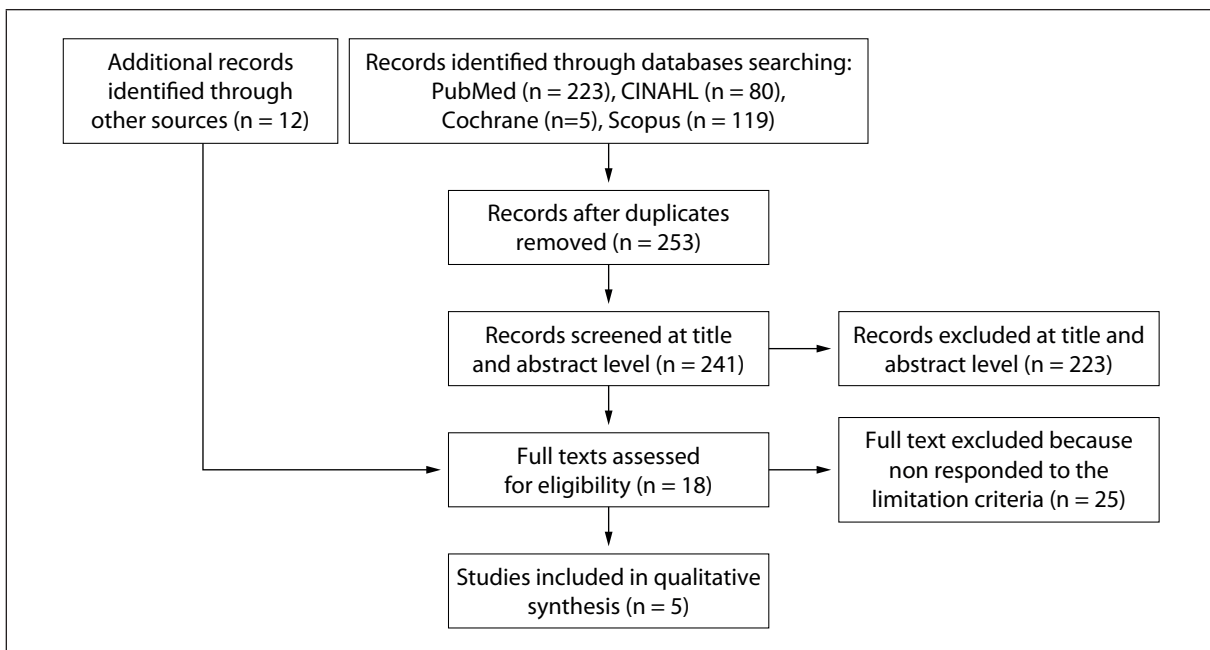 Additional records
identified through
other sources (n = 12)
Records identified through databases searching:
PubMed (n = 223), CINAHL (n = 80),
Cochrane (n=5), Scopus (n = 119)
Records after duplicates
removed (n = 253)
Records screened at title
and abstract level (n = 241)
Records excluded at title and
abstract level (n = 223)
Full texts assessed
for eligibility (n = 18)
Full text excluded because
non responded to the
limitation criteria (n = 25)
Studies included in qualitative
synthesis (n = 5)